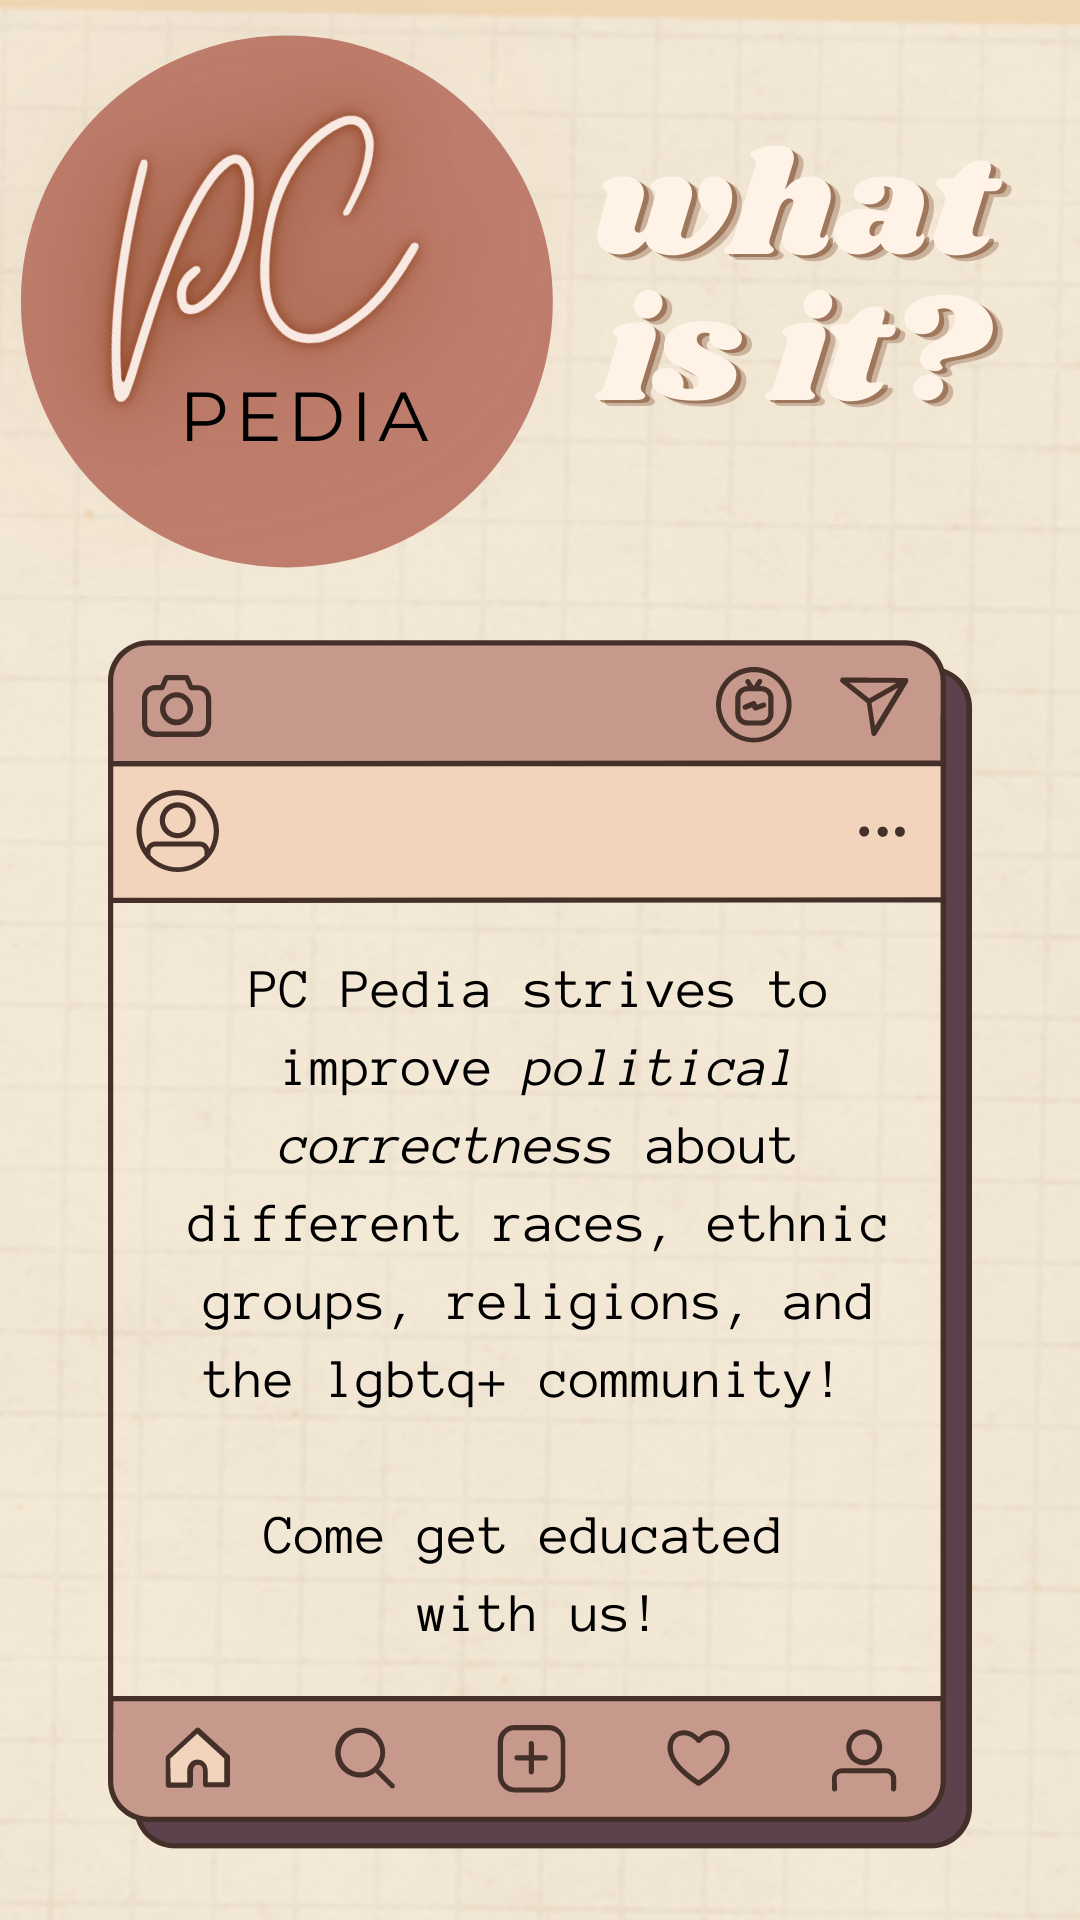 PC
PEDIA
what
is it?
PC Pedia strives to
improve political
correctness about
different races, ethnic
groups, religions, and
the lgbtq+ community!
Come get educated
with us!